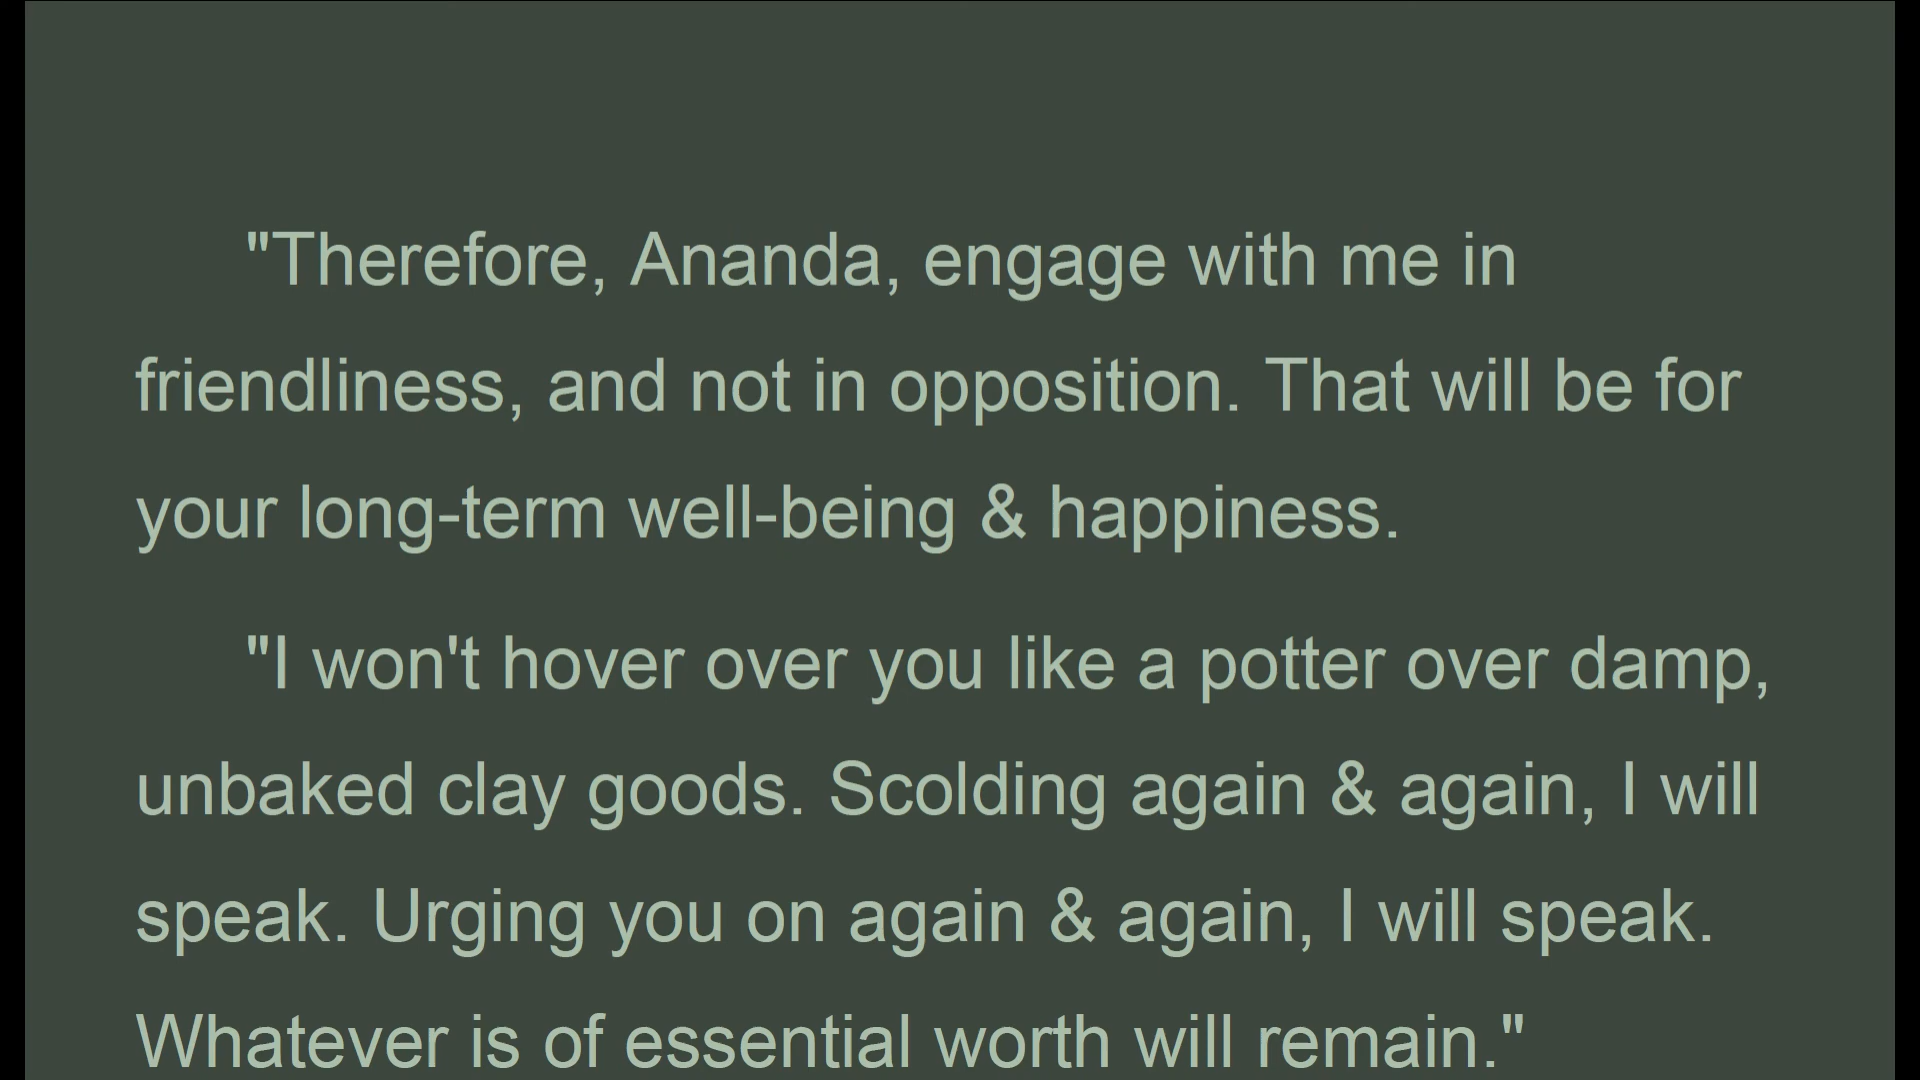 "Therefore, Ananda, engage with me in
friendliness, and not in opposition. That will be for
your long-term well-being & happiness.
"I won't hover over you like a potter over damp,
unbaked clay goods. Scolding again & again, I will
speak. Urging you on again & again, I will speak.
Whatever is of essential worth will remain."